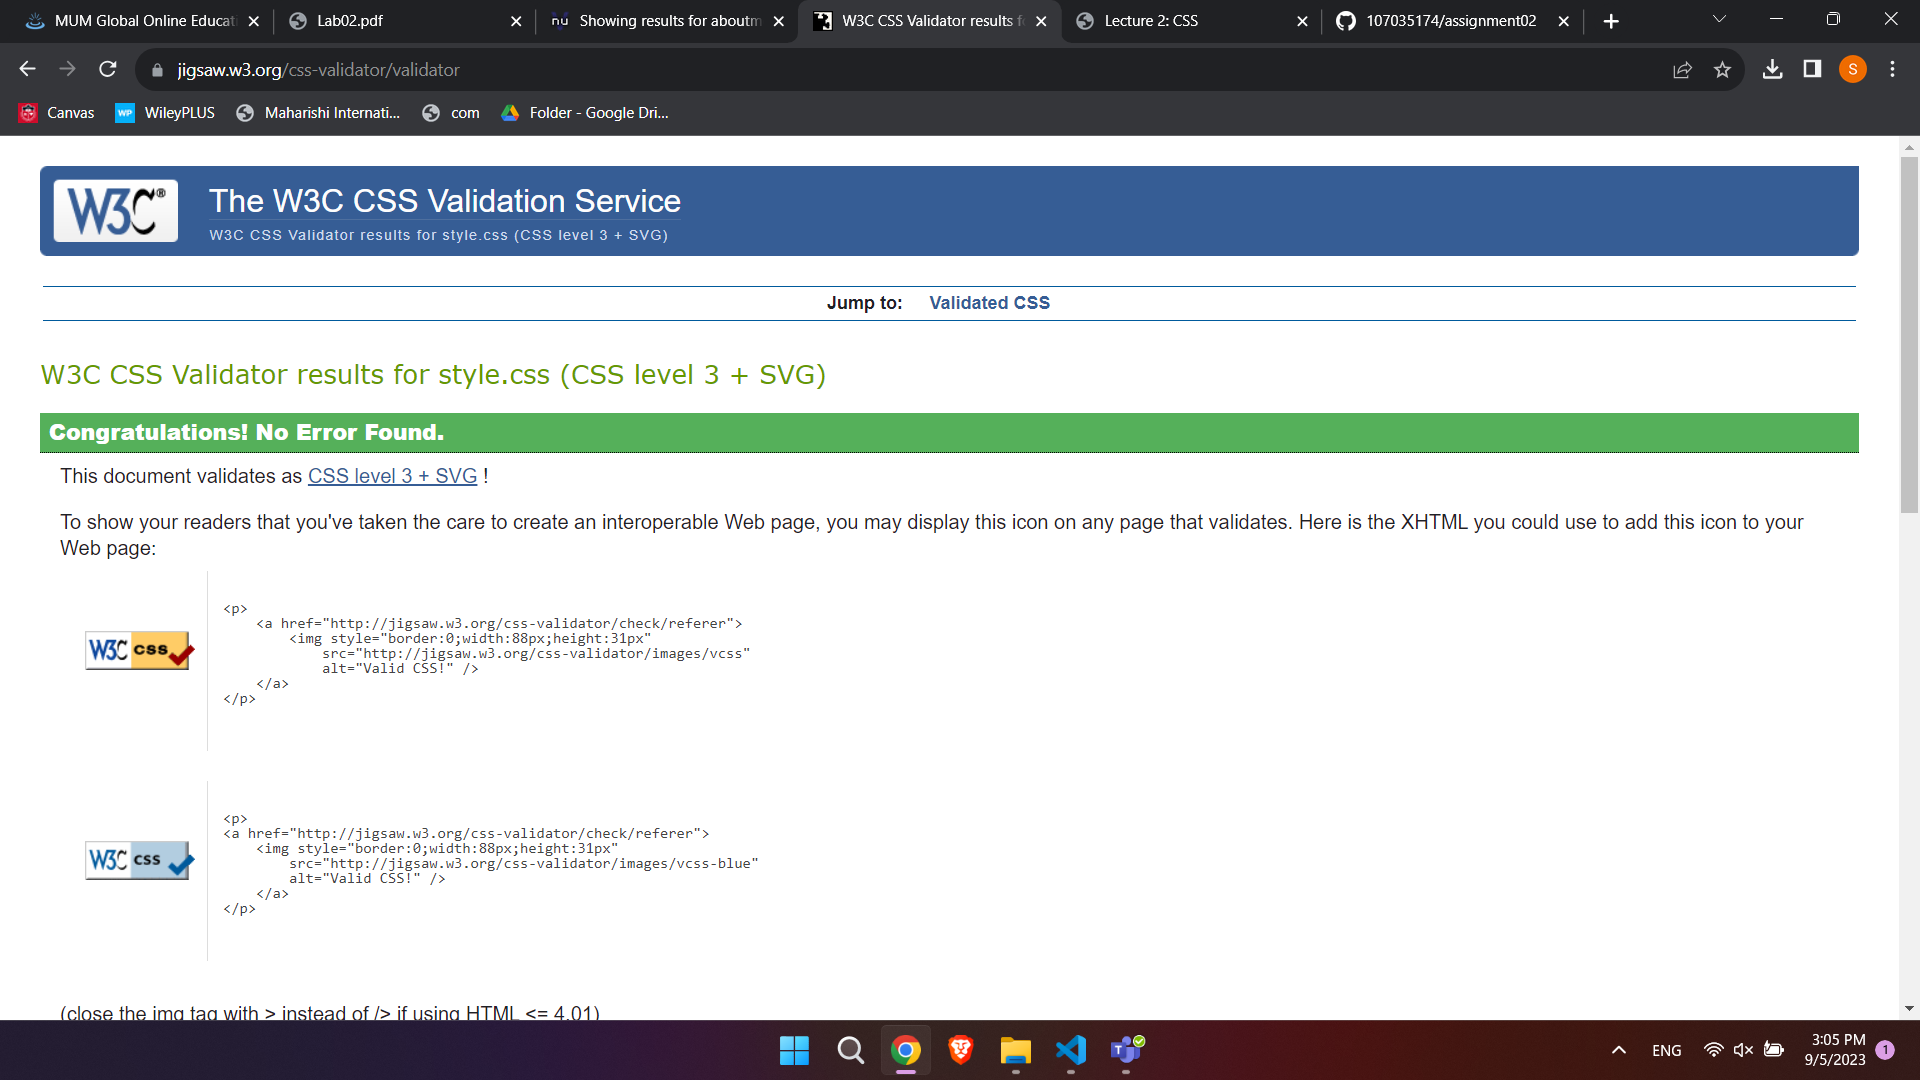 MUM Global Online Educat
Lab02.pdf
nu Showing results for aboutm
W3C CSS Validator results f
Lecture 2: CSS
107035174/assignment02
jigsaw.w3.org/css-validator/validator
S
Canvas
WP WileyPLUS
Maharishi Internati...
com
Folder - Google Dri...
W3C®
The W3C CSS Validation Service
W3C CSS Validator results for style.css (CSS level 3 + SVG)
Jump to: Validated CSS
W3C CSS Validator results for style.css (CSS level 3 + SVG)
Congratulations! No Error Found.
This document validates as CSS level 3 + SVG !
To show your readers that you've taken the care to create an interoperable Web page, you may display this icon on any page that validates. Here is the XHTML you could use to add this icon to your
Web page:
W3C css
<p>
<a href="http://jigsaw.w3.org/css-validator/check/referer">
<img style="border:0;width:88px;height:31px"
src="http://jigsaw.w3.org/css-validator/images/vcss"
alt="Valid CSS!" />
</a>
</p>
W3C css
<p>
<a href="http://jigsaw.w3.org/css-validator/check/referer">
<img style="border:0;width:88px;height:31px"
src="http://jigsaw.w3.org/css-validator/images/vcss-blue"
alt="Valid CSS!" />
</a>
</p>
(close the img tag with > instead of /> if using HTML <= 4.01)
T
ENG
3:05 PM
9/5/2023
1